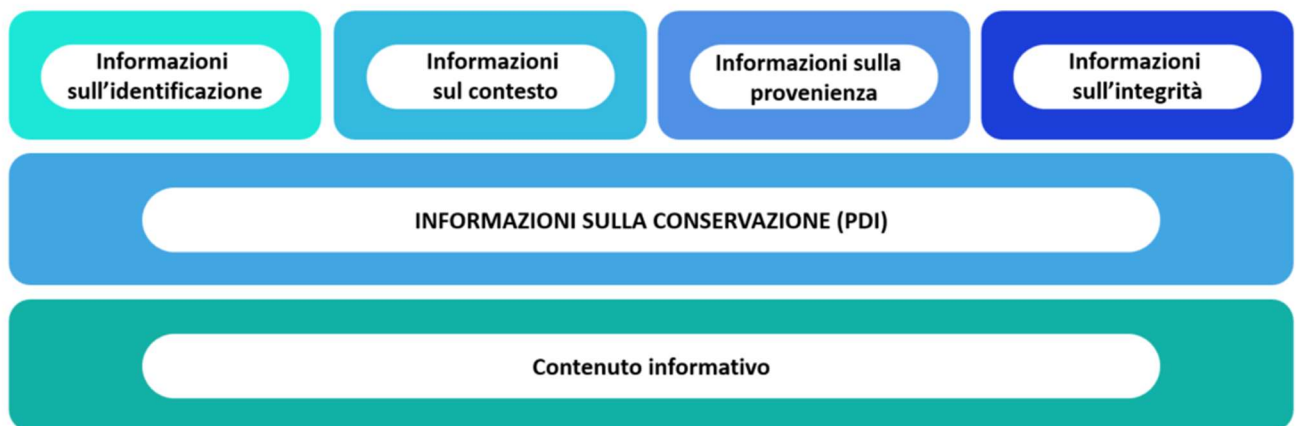 Informazioni
sull'identificazione
Informazioni
sul contesto
Informazioni sulla
provenienza
Informazioni
sull'integrità
INFORMAZIONI SULLA CONSERVAZIONE (PDI)
Contenuto informativo